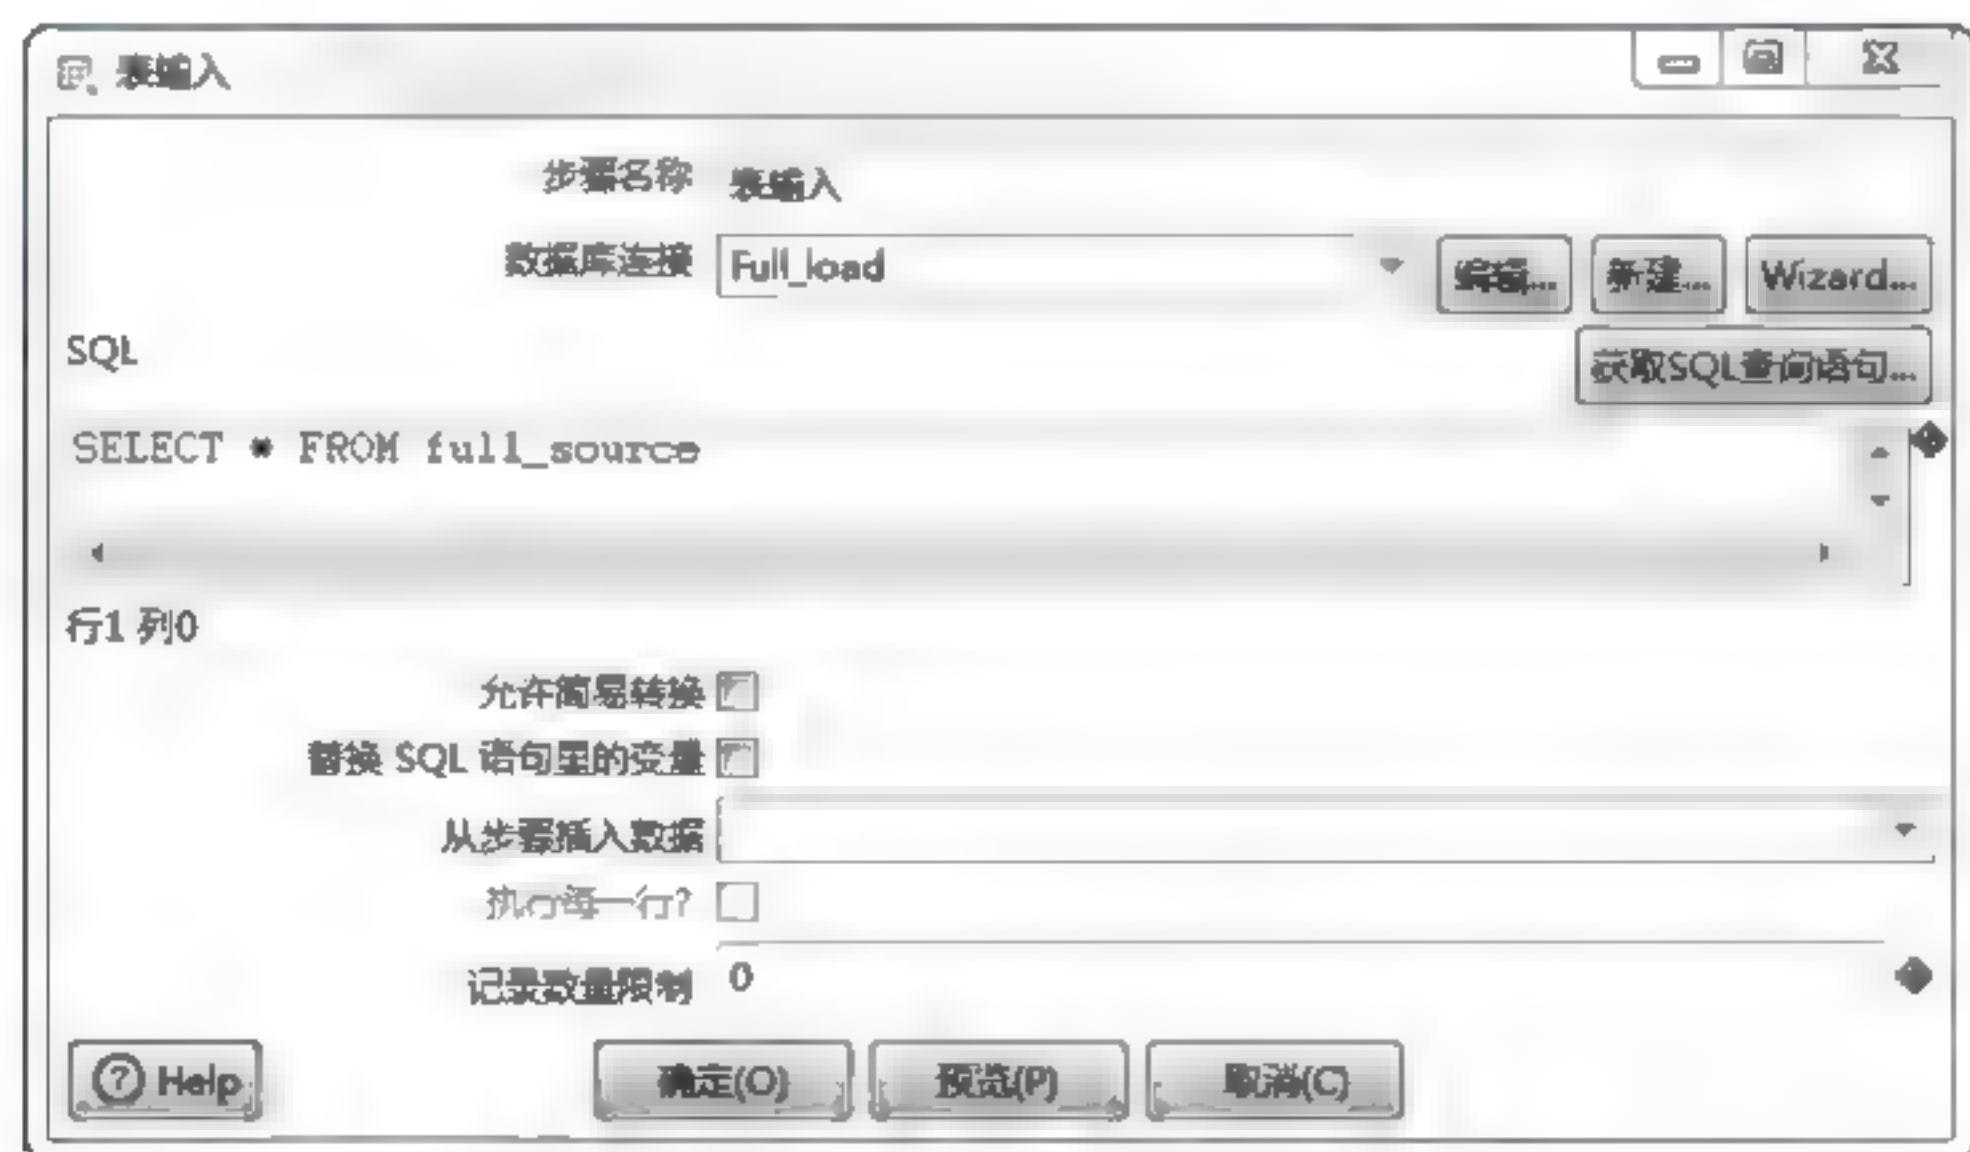 表输入
步骤名称 表输入
数据库连接 Full_load 编辑... 新建... Wizard...
SQL 获取SQL查询语句...
SELECT * FROM full_source
行1 列0
允许简易转换
替换 SQL 语句里的变量
从步骤插入数据
执行每一行?
记录数量限制 0
Help 确定(O) 预览(P) 取消(C)